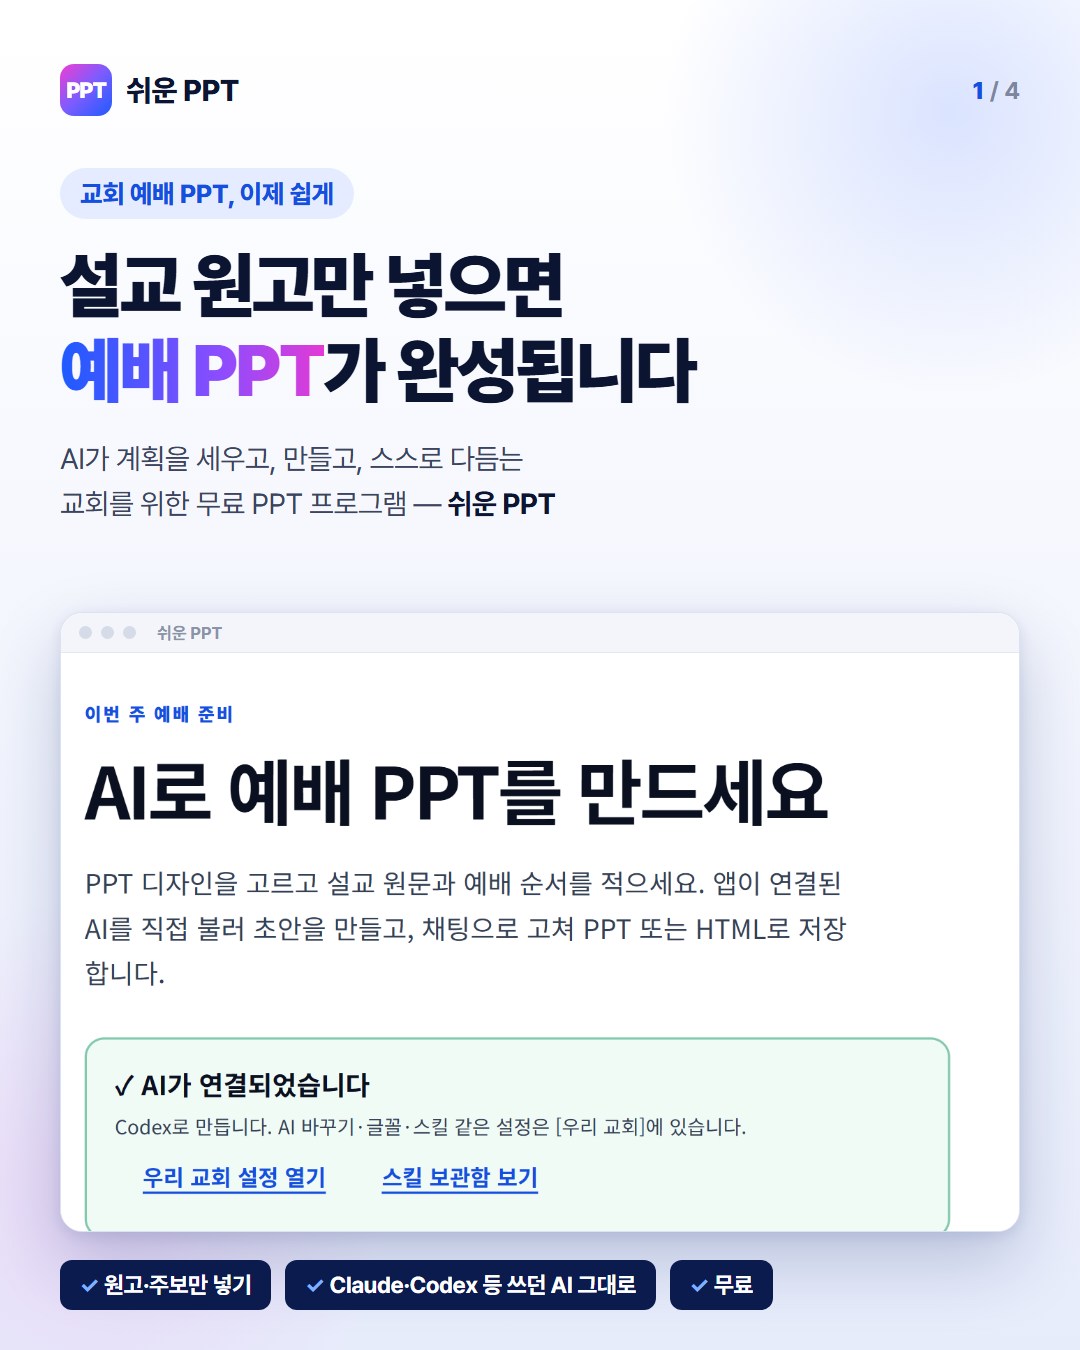 PPT 쉬운 PPT
1 / 4
교회 예배 PPT, 이제 쉽게
설교 원고만 넣으면
예배 PPT가 완성됩니다
AI가 계획을 세우고, 만들고, 스스로 다듬는
교회를 위한 무료 PPT 프로그램 — 쉬운 PPT
쉬운 PPT
이번 주 예배 준비
AI로 예배 PPT를 만드세요
PPT 디자인을 고르고 설교 원문과 예배 순서를 적으세요. 앱이 연결된
AI를 직접 불러 초안을 만들고, 채팅으로 고쳐 PPT 또는 HTML로 저장
합니다.
✓ AI가 연결되었습니다
Codex로 만듭니다. AI 바꾸기·글꼴·스킬 같은 설정은 [우리 교회]에 있습니다.
우리 교회 설정 열기 스킬 보관함 보기
✓ 원고·주보만 넣기 ✓ Claude·Codex 등 쓰던 AI 그대로 ✓ 무료